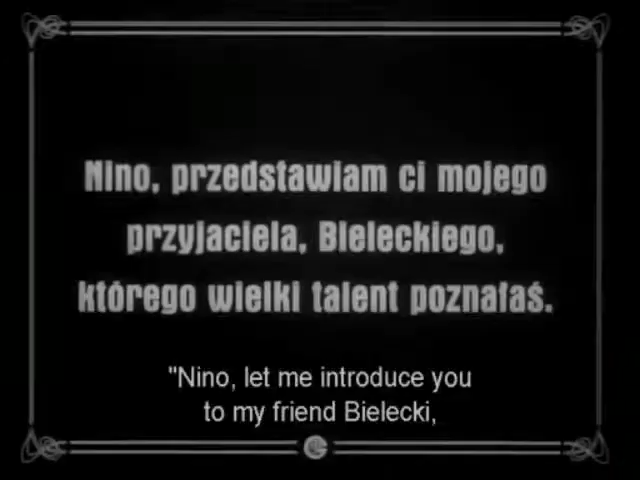 Nino, przedstawiam ci mojego
przyjaciela, Bieleckiego,
którego wielki talent poznałaś.
"Nino, let me introduce you
to my friend Bielecki,